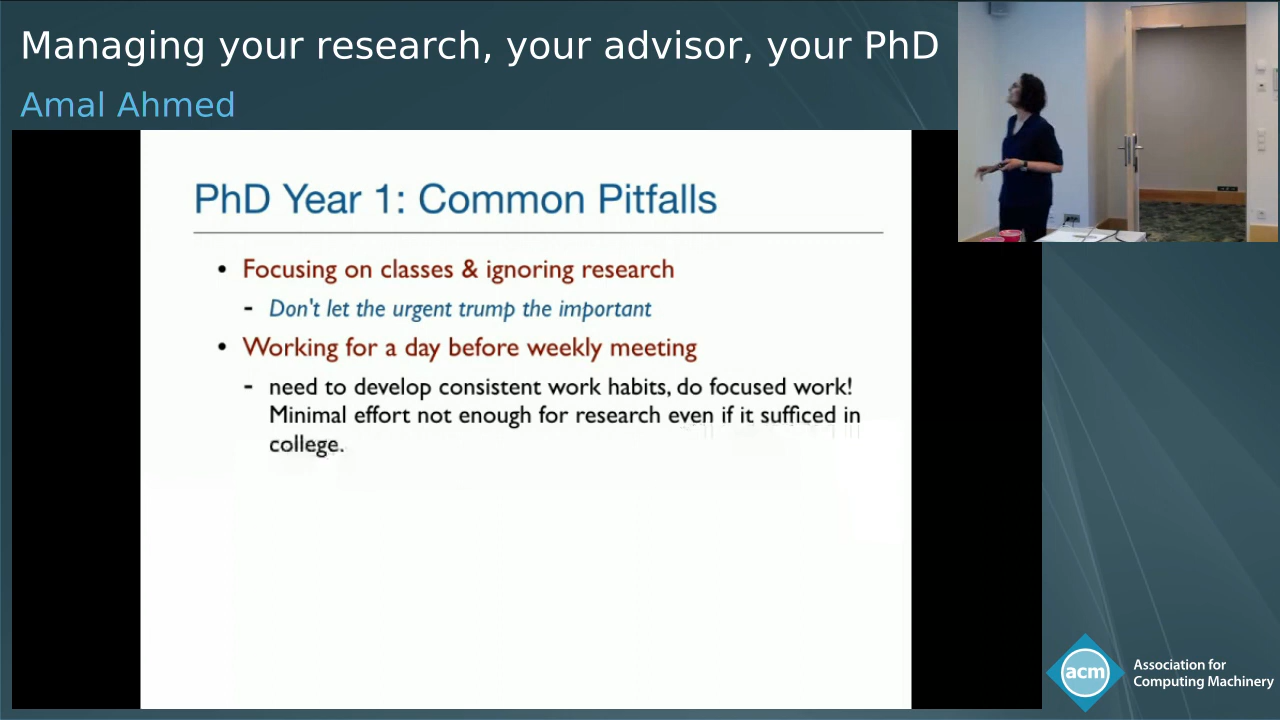 Managing your research, your advisor, your PhD
Amal Ahmed
PhD Year 1: Common Pitfalls
• Focusing on classes & ignoring research
- Don't let the urgent trump the important
• Working for a day before weekly meeting
- need to develop consistent work habits, do focused work!
Minimal effort not enough for research even if it sufficed in
college.
acm
Association for
Computing Machinery